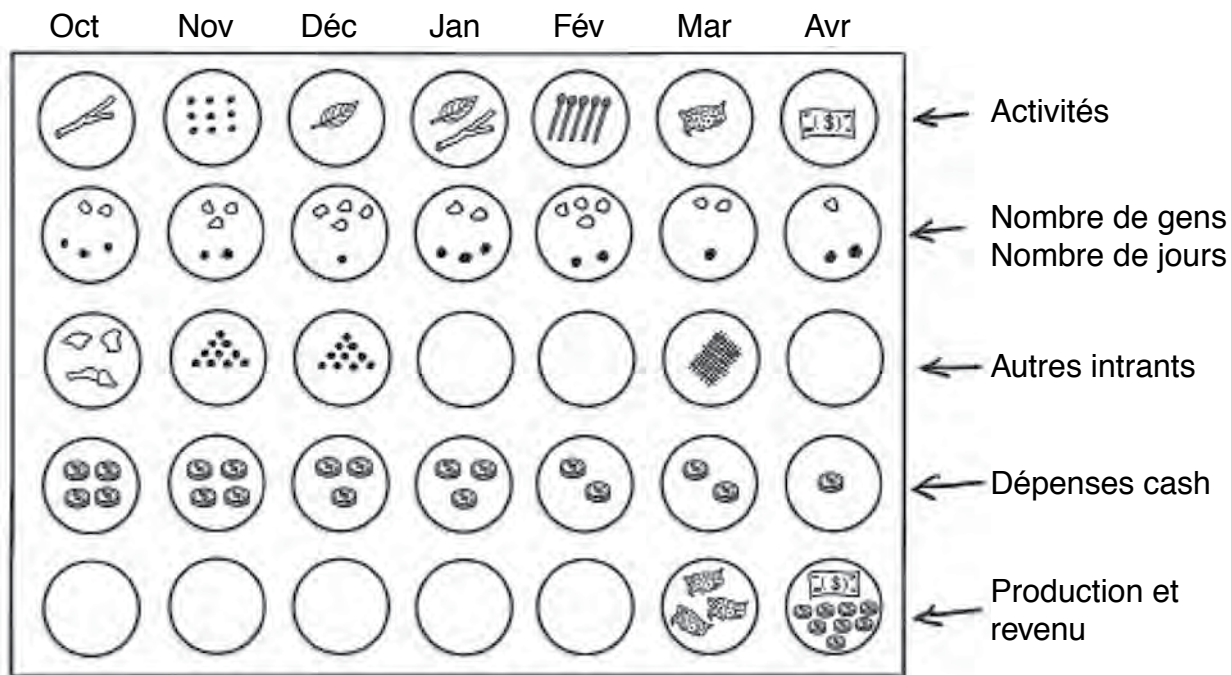 Oct Nov Déc Jan Fév Mar Avr
Activités
($)
Nombre de gens
Nombre de jours
Autres intrants
Dépenses cash
($)
Production et
revenu